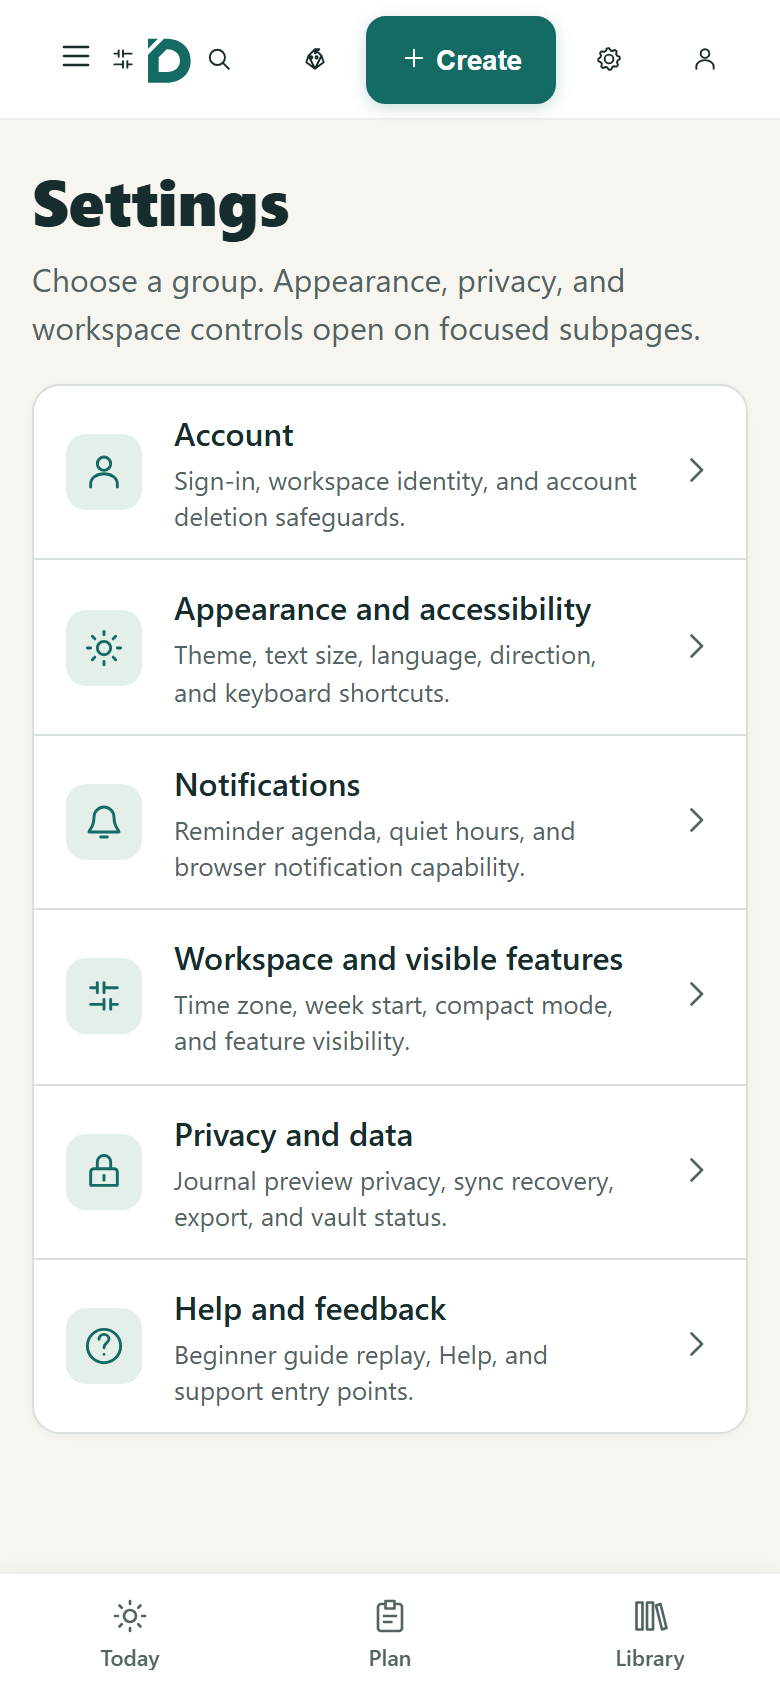 + Create
Settings
Choose a group. Appearance, privacy, and
workspace controls open on focused subpages.
Account
Sign-in, workspace identity, and account
deletion safeguards.
Appearance and accessibility
Theme, text size, language, direction,
and keyboard shortcuts.
Notifications
Reminder agenda, quiet hours, and
browser notification capability.
Workspace and visible features
Time zone, week start, compact mode,
and feature visibility.
Privacy and data
Journal preview privacy, sync recovery,
export, and vault status.
Help and feedback
Beginner guide replay, Help, and
support entry points.
Today
Plan
Library